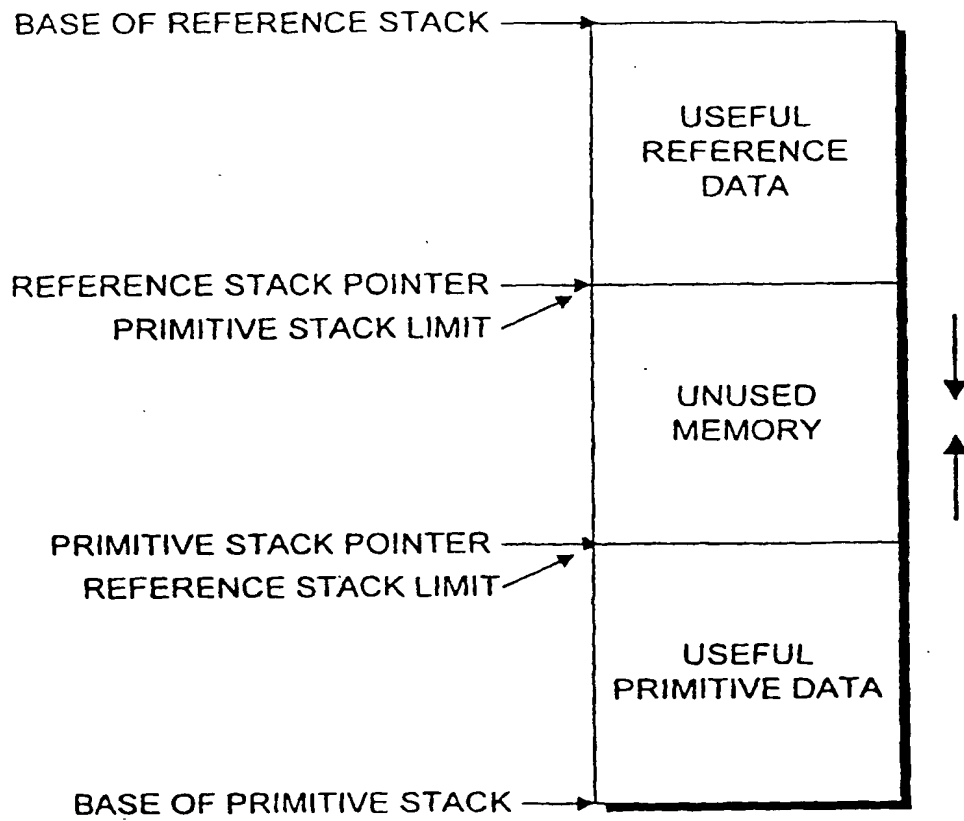 BASE OF REFERENCE STACK
USEFUL
REFERENCE
DATA
REFERENCE STACK POINTER
PRIMITIVE STACK LIMIT
UNUSED
MEMORY
PRIMITIVE STACK POINTER
REFERENCE STACK LIMIT
USEFUL
PRIMITIVE DATA
BASE OF PRIMITIVE STACK